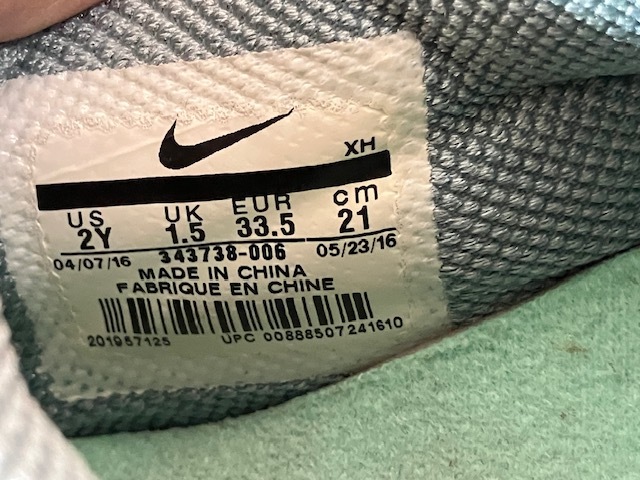 XH
US UK EUR cm
2Y 1.5 33.5 21
04/07/16 343738-006 05/23/16
MADE IN CHINA
FABRIQUE EN CHINE
201957125 UPC 00888507241610